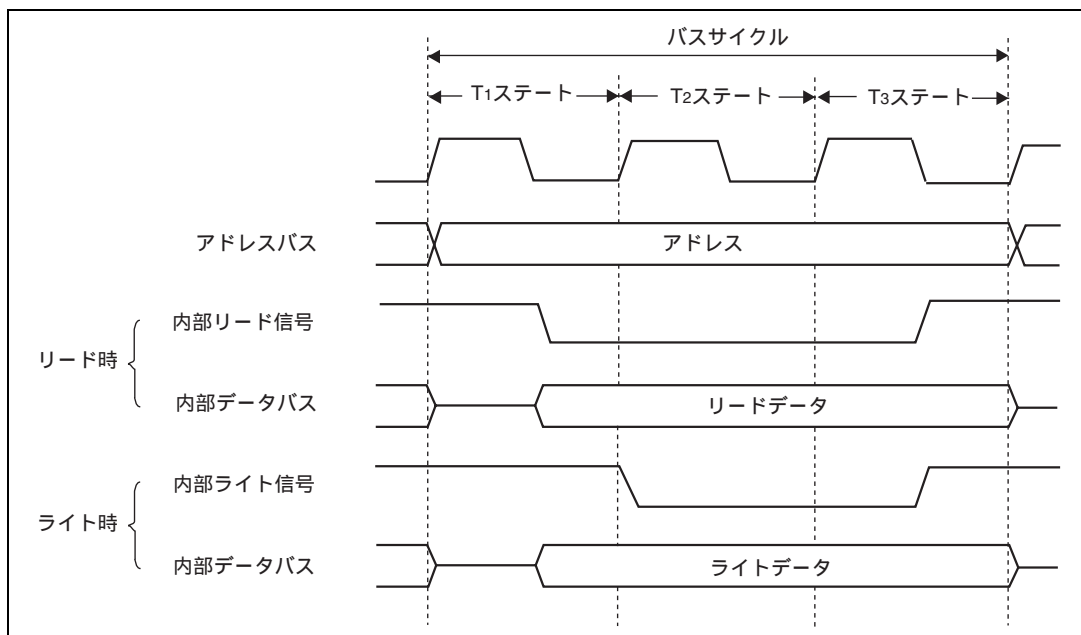 バスサイクル
T1ステート
T2ステート
T3ステート
アドレスバス
アドレス
リード時
内部リード信号
内部データバス
リードデータ
ライト時
内部ライト信号
内部データバス
ライトデータ